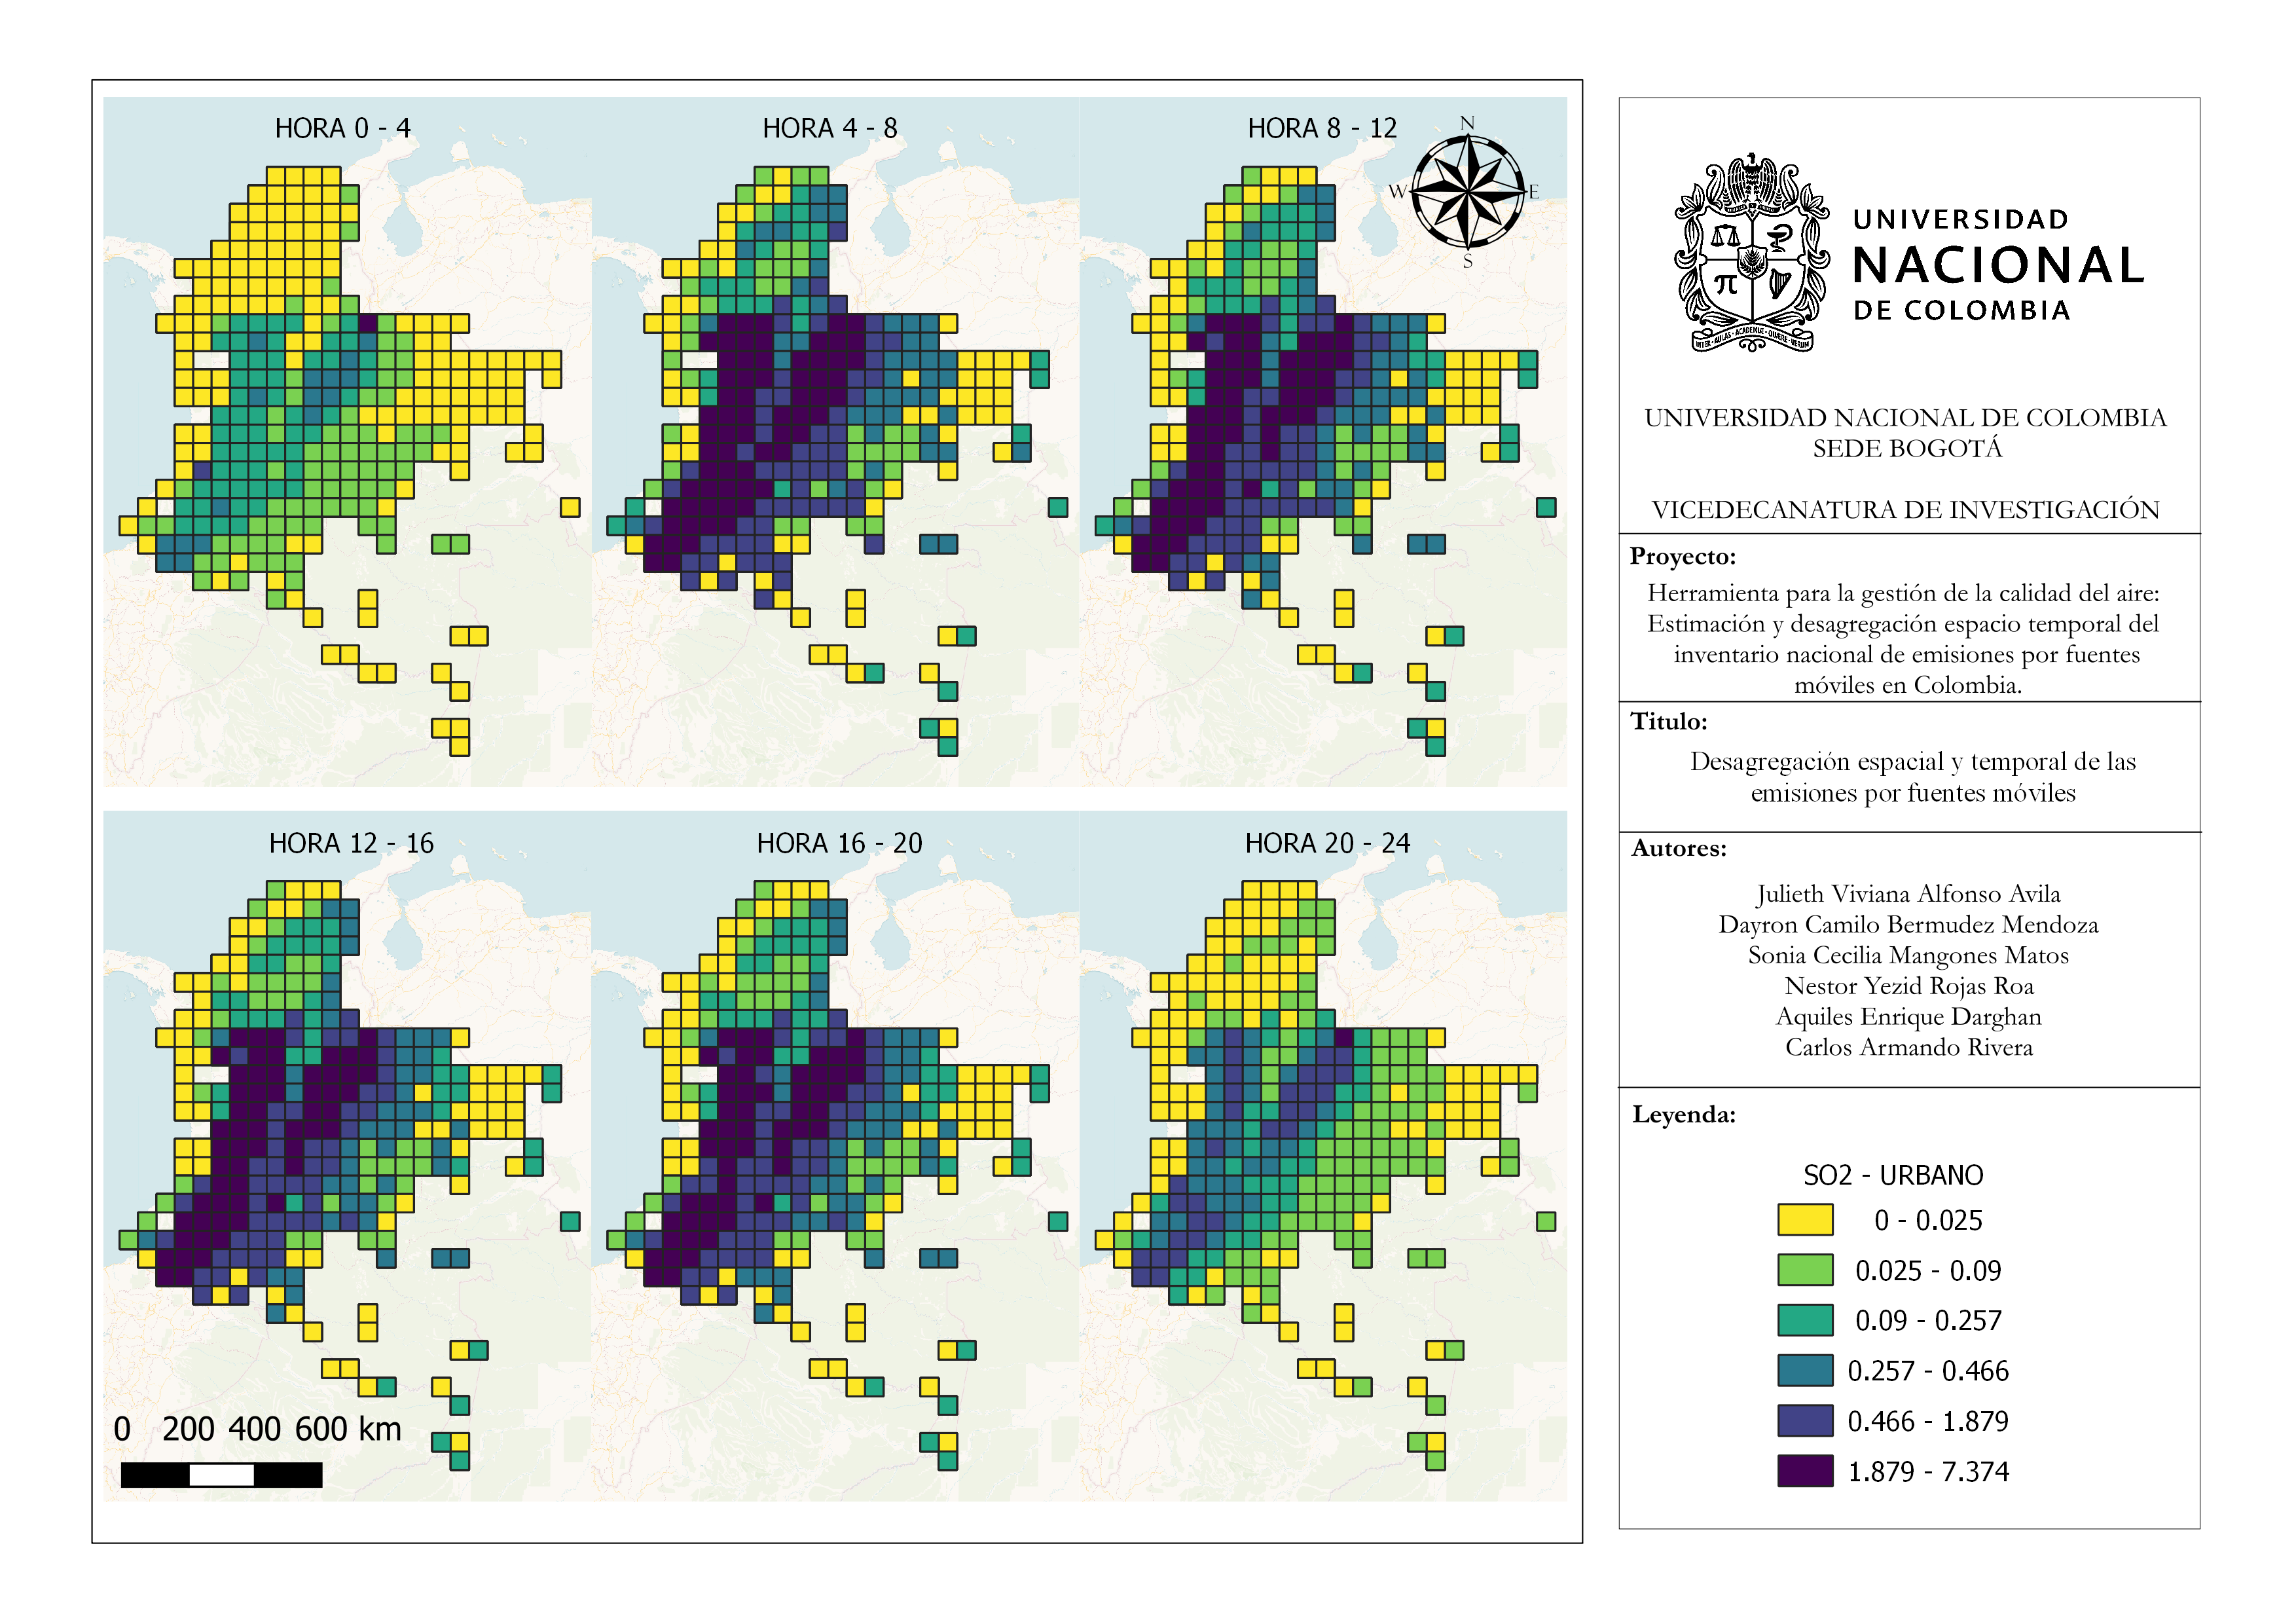 HORA 0 - 4
HORA 4 - 8
HORA 8 - 12
N
W
E
S
HORA 12 - 16
HORA 16 - 20
HORA 20 - 24
0 200 400 600 km
INTER · AULAS · ACADEMIÆ · QUÆRE · VERUM
UNIVERSIDAD
NACIONAL
DE COLOMBIA
UNIVERSIDAD NACIONAL DE COLOMBIA
SEDE BOGOTÁ
VICEDECANATURA DE INVESTIGACIÓN
Proyecto:
Herramienta para la gestión de la calidad del aire:
Estimación y desagregación espacio temporal del
inventario nacional de emisiones por fuentes
móviles en Colombia.
Titulo:
Desagregación espacial y temporal de las
emisiones por fuentes móviles
Autores:
Julieth Viviana Alfonso Avila
Dayron Camilo Bermudez Mendoza
Sonia Cecilia Mangones Matos
Nestor Yezid Rojas Roa
Aquiles Enrique Darghan
Carlos Armando Rivera
Leyenda:
SO2 - URBANO
0 - 0.025
0.025 - 0.09
0.09 - 0.257
0.257 - 0.466
0.466 - 1.879
1.879 - 7.374